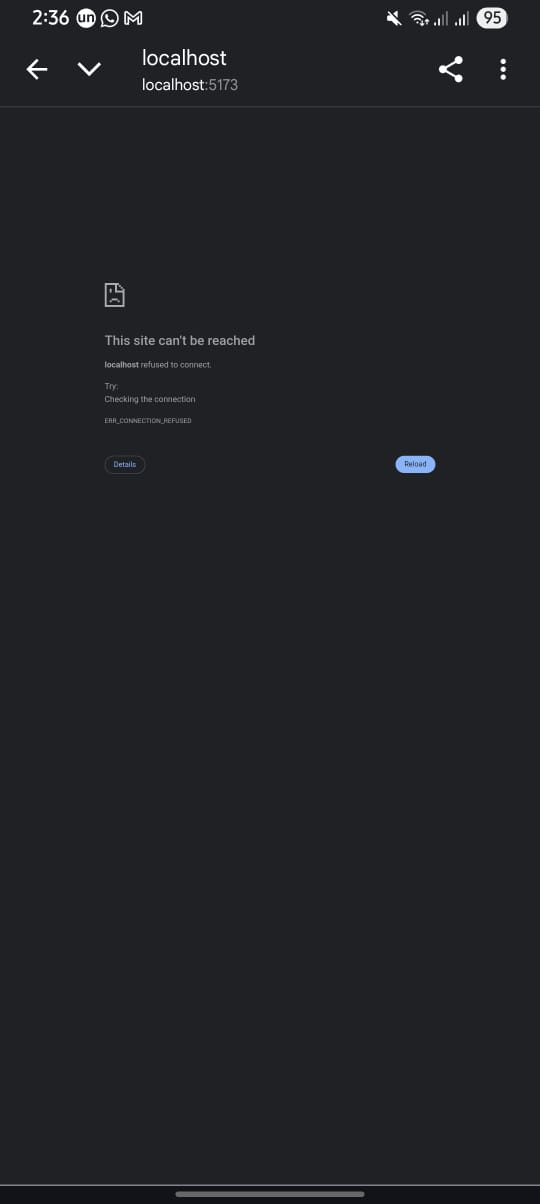 2:36 un 95
localhost
localhost:5173
This site can't be reached
localhost refused to connect.
Try:
Checking the connection
ERR_CONNECTION_REFUSED
Details Reload